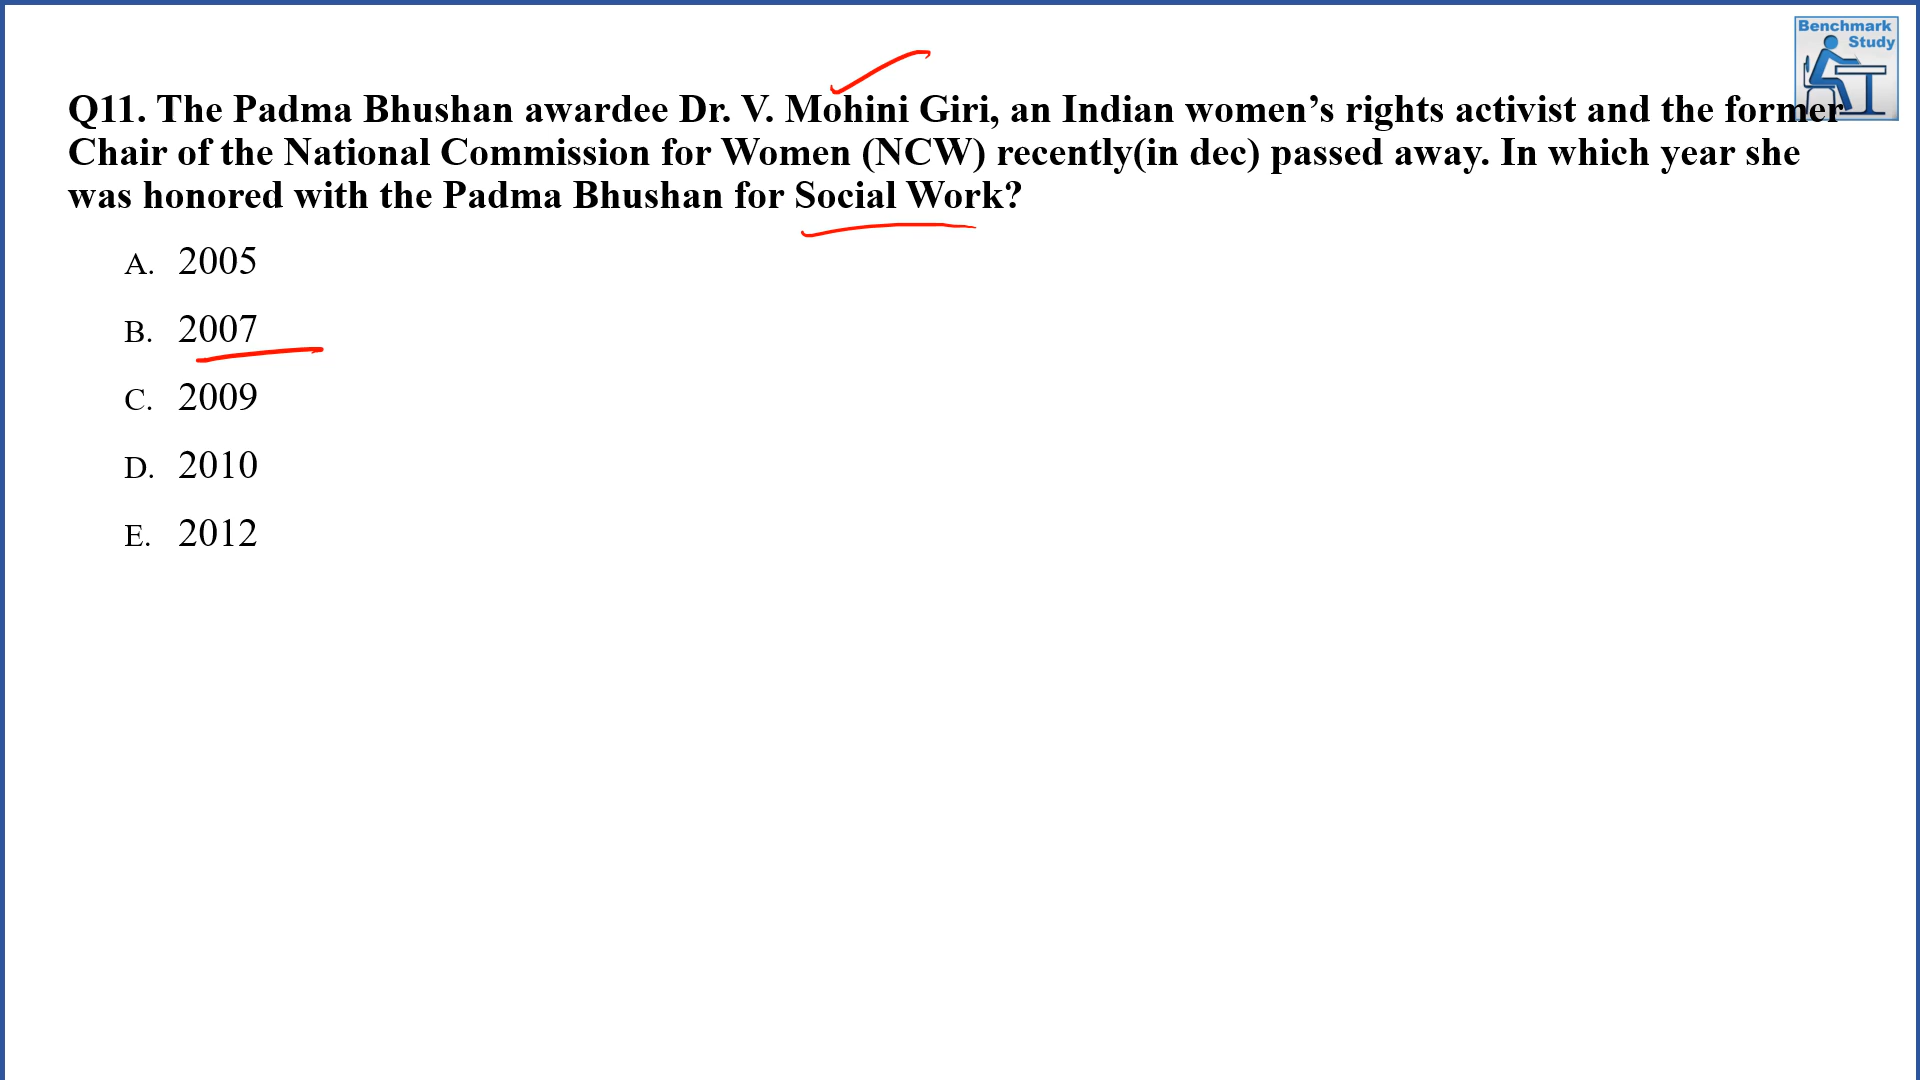 Benchmark
Study
Q11. The Padma Bhushan awardee Dr. V. Mohini Giri, an Indian women’s rights activist and the former
Chair of the National Commission for Women (NCW) recently(in dec) passed away. In which year she
was honored with the Padma Bhushan for Social Work?
A. 2005
B. 2007
C. 2009
D. 2010
E. 2012